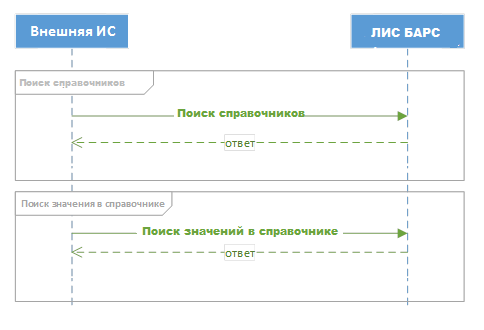 Внешняя ИС
ЛИС БАРС
Поиск справочников
Поиск справочников
ответ
Поиск значения в справочнике
Поиск значений в справочнике
ответ